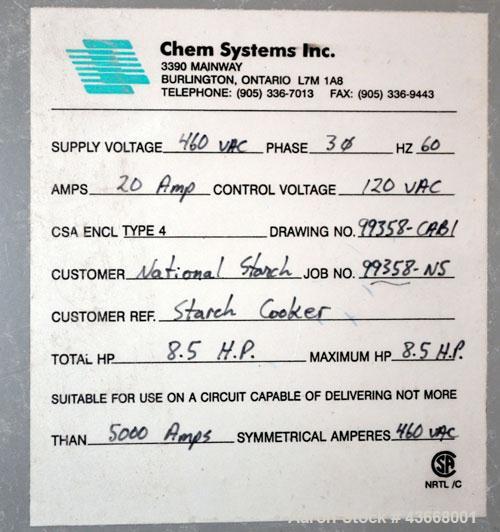 Chem Systems Inc.
3390 MAINWAY
BURLINGTON, ONTARIO L7M 1A8
TELEPHONE: (905) 336-7013 FAX: (905) 336-9443
SUPPLY VOLTAGE 460 VAC PHASE 3Ø HZ 60
AMPS 20 Amp CONTROL VOLTAGE 120 VAC
CSA ENCL TYPE 4 DRAWING NO. 99358-CAB1
CUSTOMER National Starch JOB NO. 99358-NS
CUSTOMER REF. Starch Cooker
TOTAL HP 8.5 H.P. MAXIMUM HP 8.5 H.P.
SUITABLE FOR USE ON A CIRCUIT CAPABLE OF DELIVERING NOT MORE
THAN 5000 Amps SYMMETRICAL AMPERES 460 VAC
SA
NRTL /C
Aaron Stock # 43668001